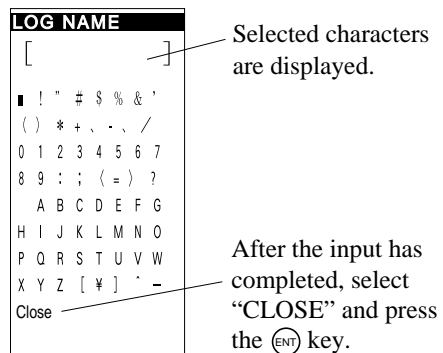 LOG NAME
[ ]
Selected characters
are displayed.
■ ! " # $ % & '
( ) * + 、 - 、 /
0 1 2 3 4 5 6 7
8 9 : ; 〈 = 〉 ?
A B C D E F G
H I J K L M N O
P Q R S T U V W
X Y Z [ ¥ ] ^ –
Close
After the input has
completed, select
“CLOSE” and press
the ENT key.